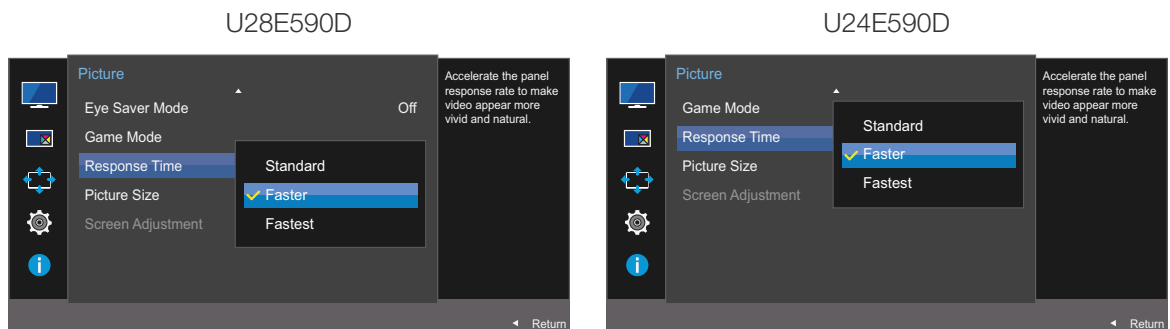 U28E590D
Picture
Eye Saver Mode Off
Game Mode
Response Time
Picture Size
Screen Adjustment
Standard
Faster
Fastest
Accelerate the panel
response rate to make
video appear more
vivid and natural.
Return
U24E590D
Picture
Game Mode
Response Time
Picture Size
Screen Adjustment
Standard
Faster
Fastest
Accelerate the panel
response rate to make
video appear more
vivid and natural.
Return